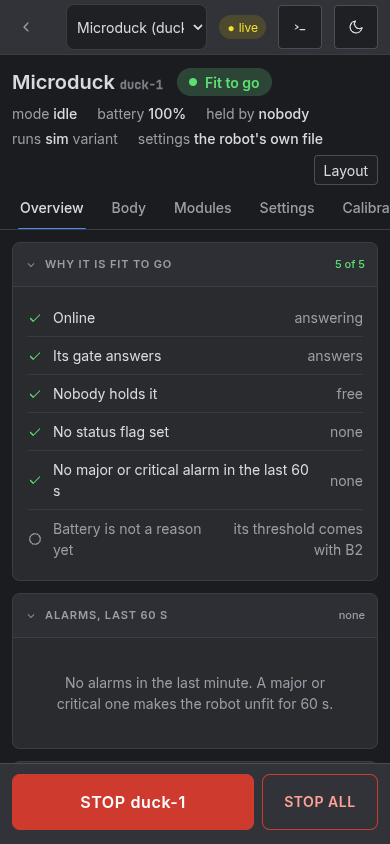 Microduck (duck
● live
>_
Microduck duck-1
Fit to go
mode idle battery 100% held by nobody
runs sim variant settings the robot's own file
Layout
Overview Body Modules Settings Calibra
WHY IT IS FIT TO GO 5 of 5
Online answering
Its gate answers answers
Nobody holds it free
No status flag set none
No major or critical alarm in the last 60
s
none
Battery is not a reason
yet
its threshold comes
with B2
ALARMS, LAST 60 S none
No alarms in the last minute. A major or
critical one makes the robot unfit for 60 s.
STOP duck-1
STOP ALL